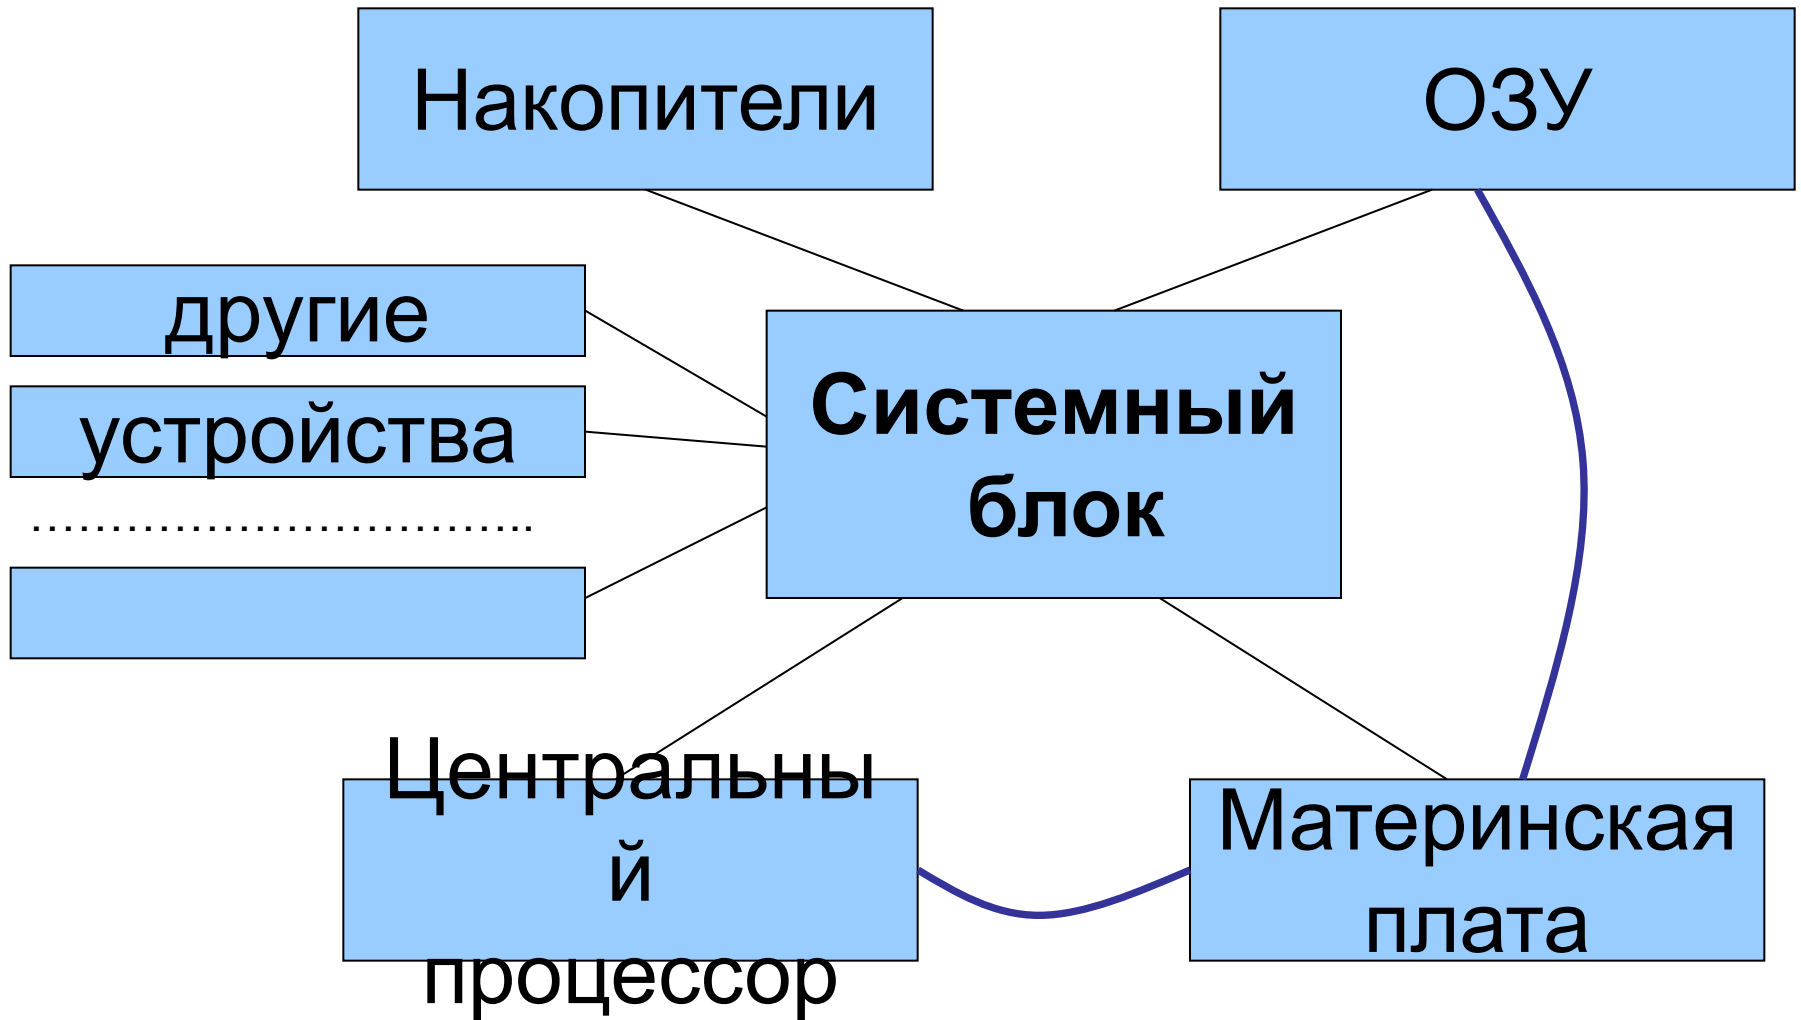 Накопители
ОЗУ
другие
устройства
……………………………..
Системный
блок
Центральны
й
процессор
Материнская
плата